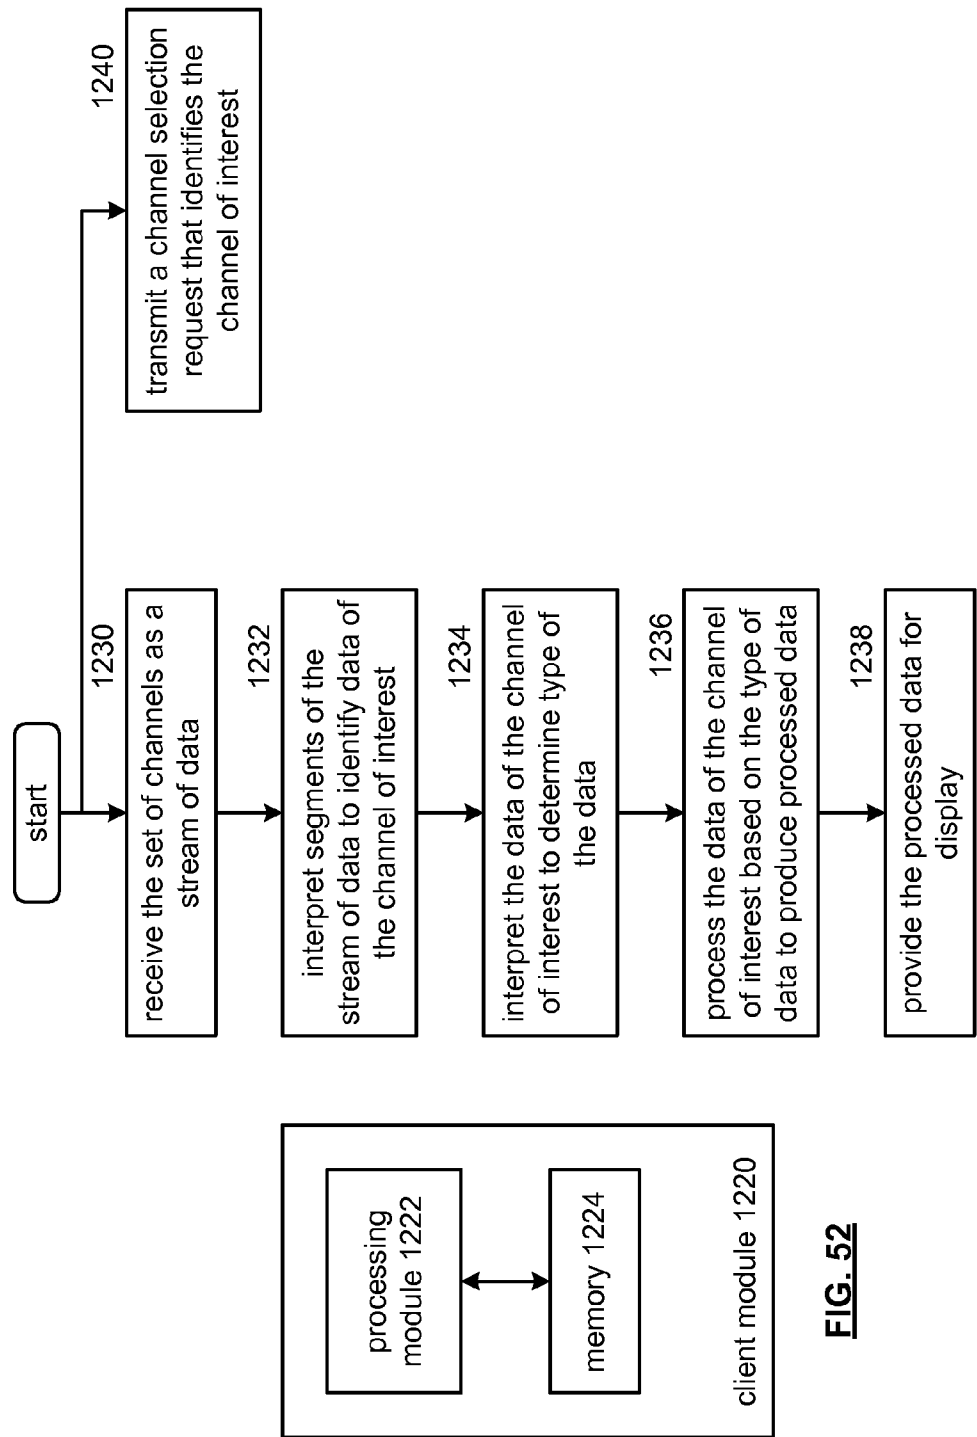 start
1230
receive the set of channels as a
stream of data
1232
interpret segments of the
stream of data to identify data of
the channel of interest
1234
interpret the data of the channel
of interest to determine type of
the data
1236
process the data of the channel
of interest based on the type of
data to produce processed data
1238
provide the processed data for
display
1240
transmit a channel selection
request that identifies the
channel of interest
processing
module 1222
memory 1224
client module 1220
FIG. 52